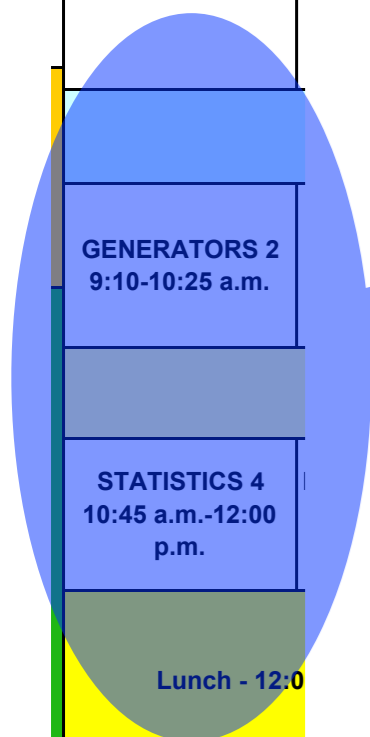 GENERATORS 2
9:10-10:25 a.m.
STATISTICS 4
10:45 a.m.-12:00
p.m.
Lunch - 12:0